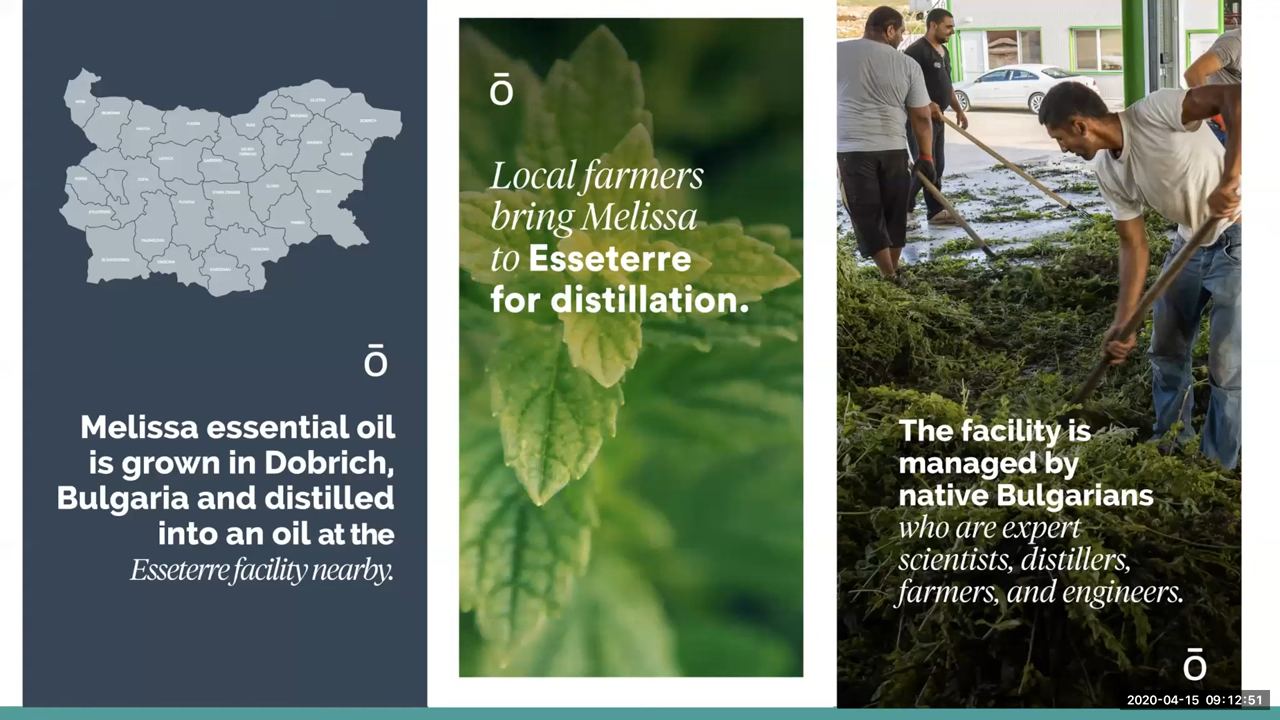 DOBRICH
ō
Melissa essential oil
is grown in Dobrich,
Bulgaria and distilled
into an oil at the
Esseterre facility nearby.
ō
Local farmers
bring Melissa
to Esseterre
for distillation.
The facility is
managed by
native Bulgarians
who are expert
scientists, distillers,
farmers, and engineers.
ō
2020-04-15 09:12:51